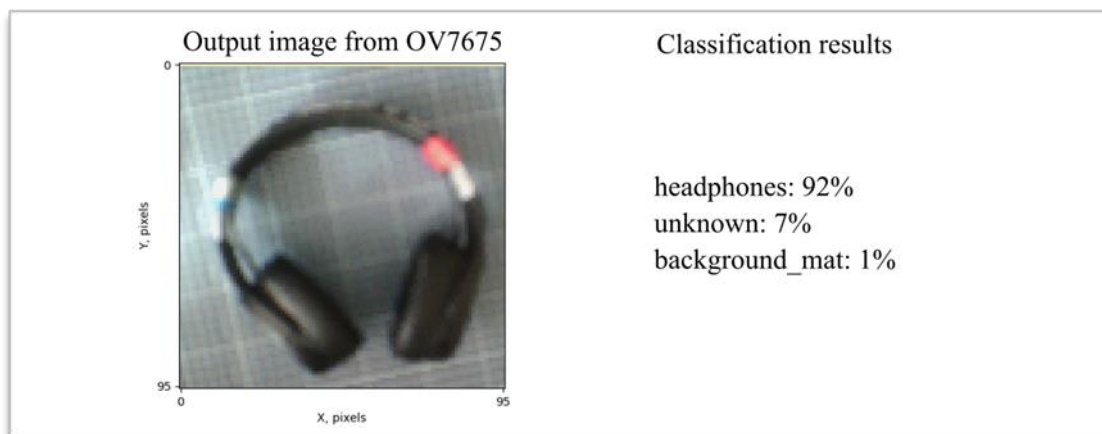 Output image from OV7675
Classification results
0
Y, pixels
95
0
95
X, pixels
headphones: 92%
unknown: 7%
background_mat: 1%